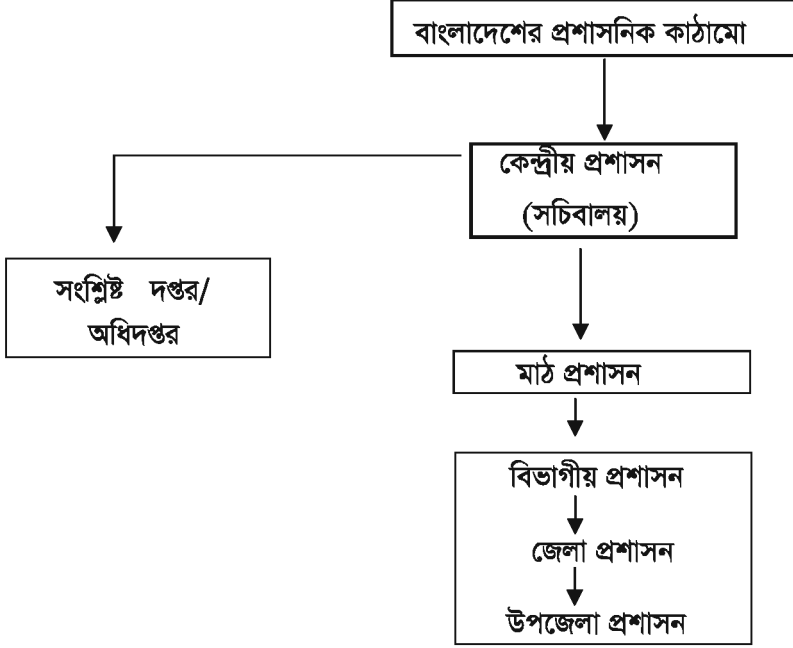 বাংলাদেশের প্রশাসনিক কাঠামো
কেন্দ্রীয় প্রশাসন
(সচিবালয়)
সংশ্লিষ্ট দপ্তর/
অধিদপ্তর
মাঠ প্রশাসন
বিভাগীয় প্রশাসন
জেলা প্রশাসন
উপজেলা প্রশাসন